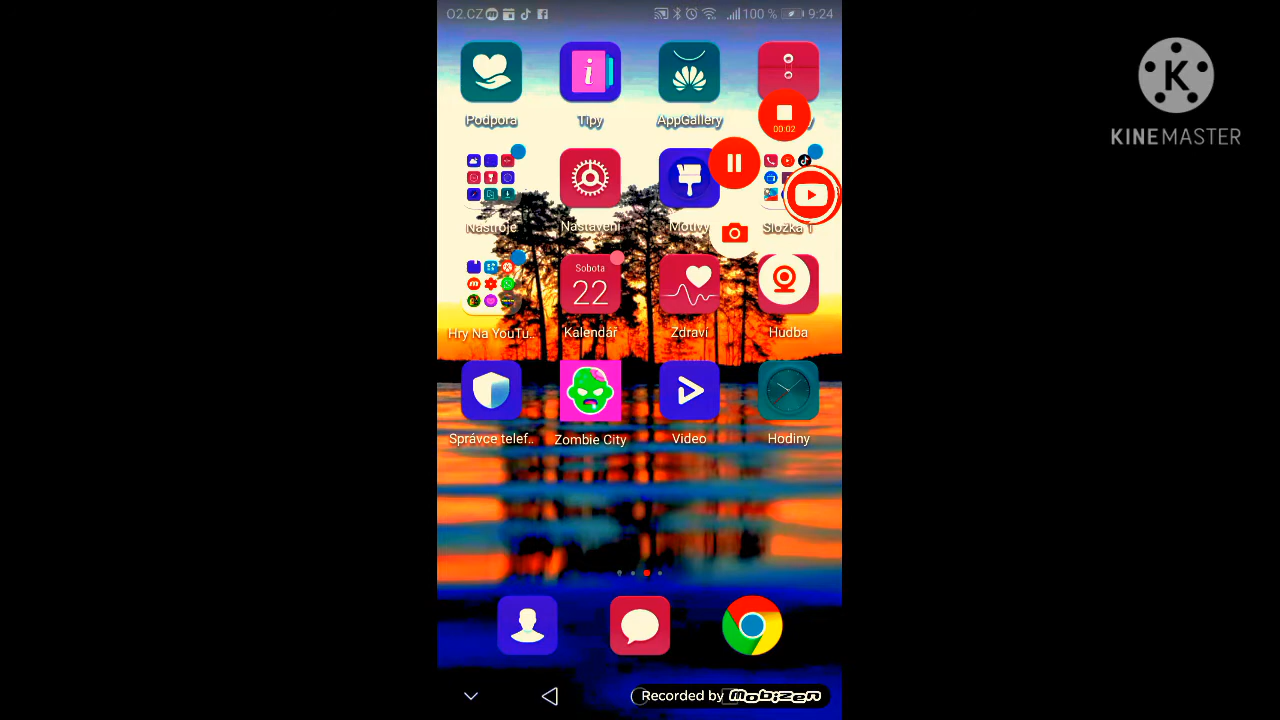 O2.CZ 100 % 9:24
KINEMASTER
Podpora Tipy AppGallery
00:02
Nástroje Nastavení Motivy Složka 1
Sobota
22
Hry Na YouTu.. Kalendář Zdraví Hudba
Správce telef.. Zombie City Video Hodiny
Recorded by Mobizen